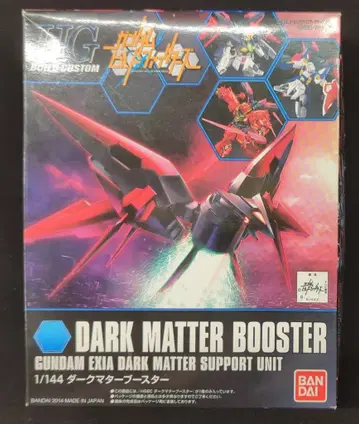 HG
BUILD CUSTOM
ガンダムビルドファイターズ
DARK MATTER BOOSTER
GUNDAM EXIA DARK MATTER SUPPORT UNIT
1/144 ダークマターブースター
BAN
DAI
BANDAI 2014 MADE IN JAPAN